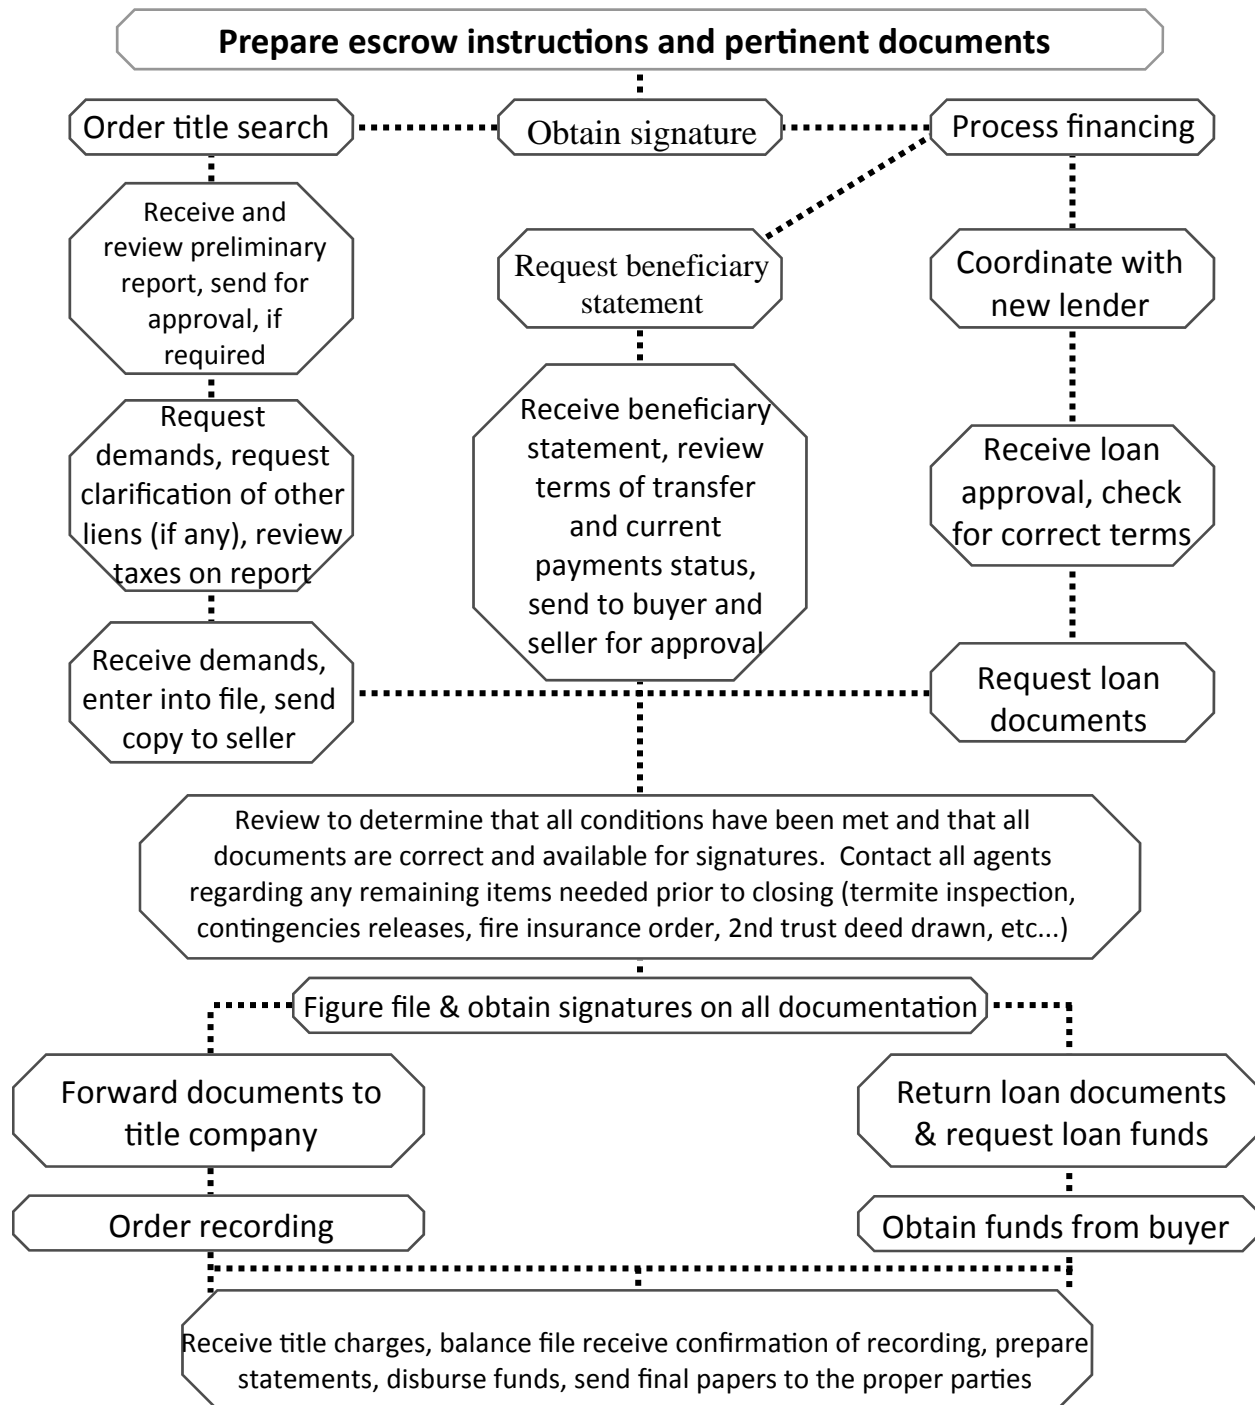 Prepare escrow instructions and pertinent documents
Order title search
Obtain signature
Process financing
Receive and
review preliminary
report, send for
approval, if
required
Request beneficiary
statement
Coordinate with
new lender
Request
demands, request
clarification of other
liens (if any), review
taxes on report
Receive beneficiary
statement, review
terms of transfer
and current
payments status,
send to buyer and
seller for approval
Receive loan
approval, check
for correct terms
Receive demands,
enter into file, send
copy to seller
Request loan
documents
Review to determine that all conditions have been met and that all
documents are correct and available for signatures.  Contact all agents
regarding any remaining items needed prior to closing (termite inspection,
contingencies releases, fire insurance order, 2nd trust deed drawn, etc...)
Figure file & obtain signatures on all documentation
Forward documents to
title company
Return loan documents
& request loan funds
Order recording
Obtain funds from buyer
Receive title charges, balance file receive confirmation of recording, prepare
statements, disburse funds, send final papers to the proper parties